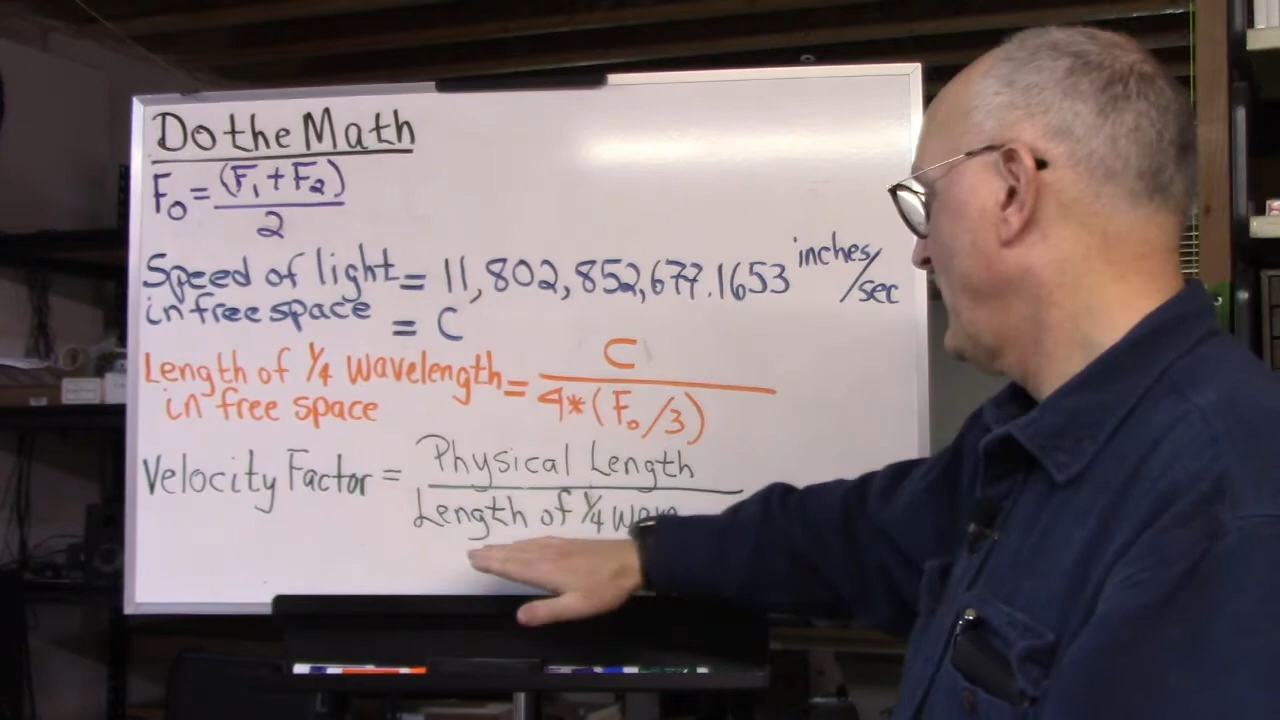 Do the Math
F₀ = (F₁ + F₂)
2
Speed of light = 11,802,852,677.1653 inches/sec
in free space = C
Length of 1/4 wavelength = C
in free space 4*(F₀/3)
Velocity Factor = Physical Length
Length of 1/4